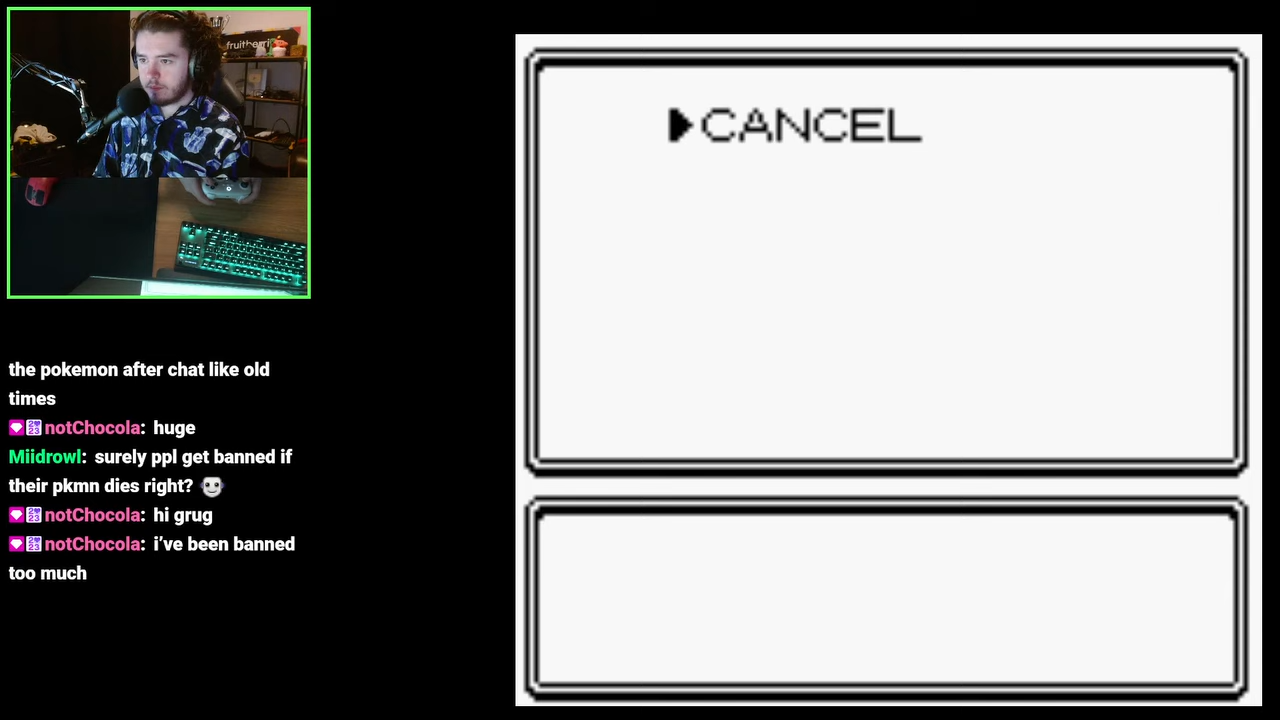 fruitberries
the pokemon after chat like old
times
notChocola: huge
Miidrowl: surely ppl get banned if
their pkmn dies right?
notChocola: hi grug
notChocola: i've been banned
too much
▶CANCEL